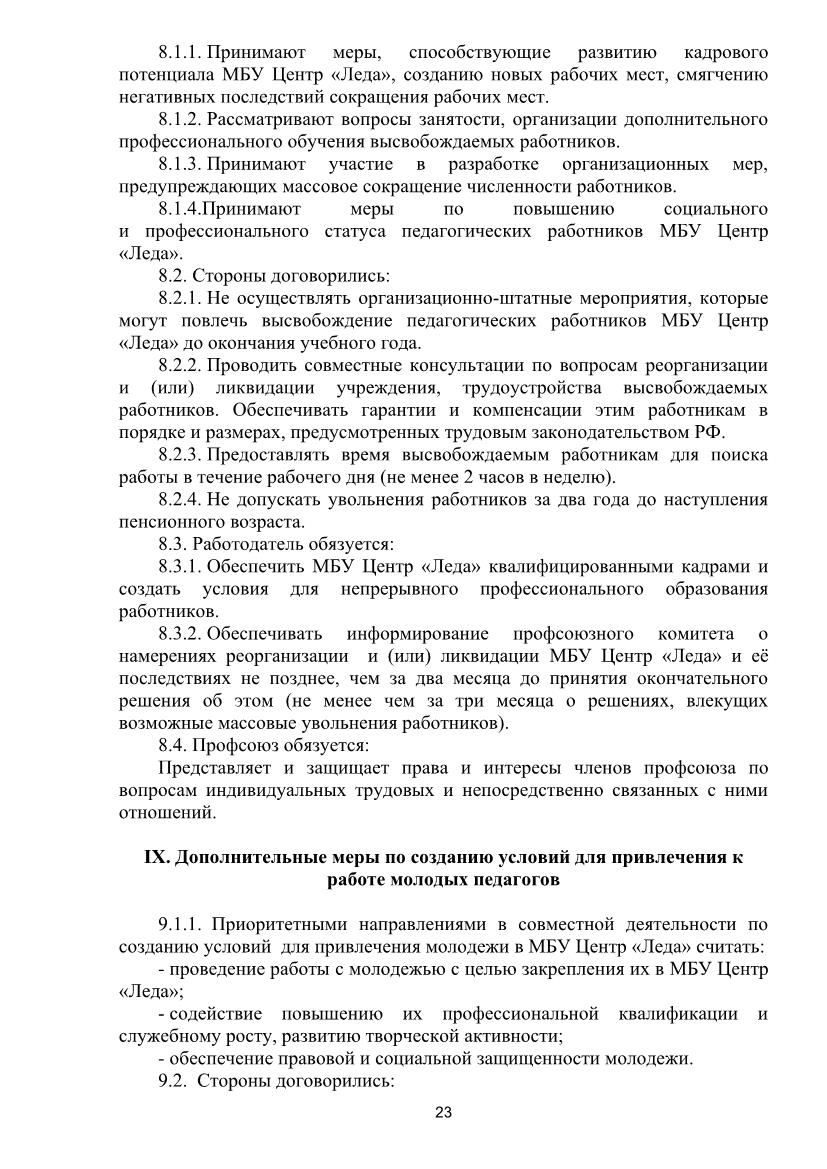 8.1.1. Принимают меры, способствующие развитию кадрового
потенциала МБУ Центр «Леда», созданию новых рабочих мест, смягчению
негативных последствий сокращения рабочих мест.
8.1.2. Рассматривают вопросы занятости, организации дополнительного
профессионального обучения высвобождаемых работников.
8.1.3. Принимают участие в разработке организационных мер,
предупреждающих массовое сокращение численности работников.
8.1.4.Принимают меры по повышению социального
и профессионального статуса педагогических работников МБУ Центр
«Леда».
8.2. Стороны договорились:
8.2.1. Не осуществлять организационно-штатные мероприятия, которые
могут повлечь высвобождение педагогических работников МБУ Центр
«Леда» до окончания учебного года.
8.2.2. Проводить совместные консультации по вопросам реорганизации
и (или) ликвидации учреждения, трудоустройства высвобождаемых
работников. Обеспечивать гарантии и компенсации этим работникам в
порядке и размерах, предусмотренных трудовым законодательством РФ.
8.2.3. Предоставлять время высвобождаемым работникам для поиска
работы в течение рабочего дня (не менее 2 часов в неделю).
8.2.4. Не допускать увольнения работников за два года до наступления
пенсионного возраста.
8.3. Работодатель обязуется:
8.3.1. Обеспечить МБУ Центр «Леда» квалифицированными кадрами и
создать условия для непрерывного профессионального образования
работников.
8.3.2. Обеспечивать информирование профсоюзного комитета о
намерениях реорганизации и (или) ликвидации МБУ Центр «Леда» и её
последствиях не позднее, чем за два месяца до принятия окончательного
решения об этом (не менее чем за три месяца о решениях, влекущих
возможные массовые увольнения работников).
8.4. Профсоюз обязуется:
Представляет и защищает права и интересы членов профсоюза по
вопросам индивидуальных трудовых и непосредственно связанных с ними
отношений.
IX. Дополнительные меры по созданию условий для привлечения к
работе молодых педагогов
9.1.1. Приоритетными направлениями в совместной деятельности по
созданию условий для привлечения молодежи в МБУ Центр «Леда» считать:
- проведение работы с молодежью с целью закрепления их в МБУ Центр
«Леда»;
- содействие повышению их профессиональной квалификации и
служебному росту, развитию творческой активности;
- обеспечение правовой и социальной защищенности молодежи.
9.2. Стороны договорились:
23